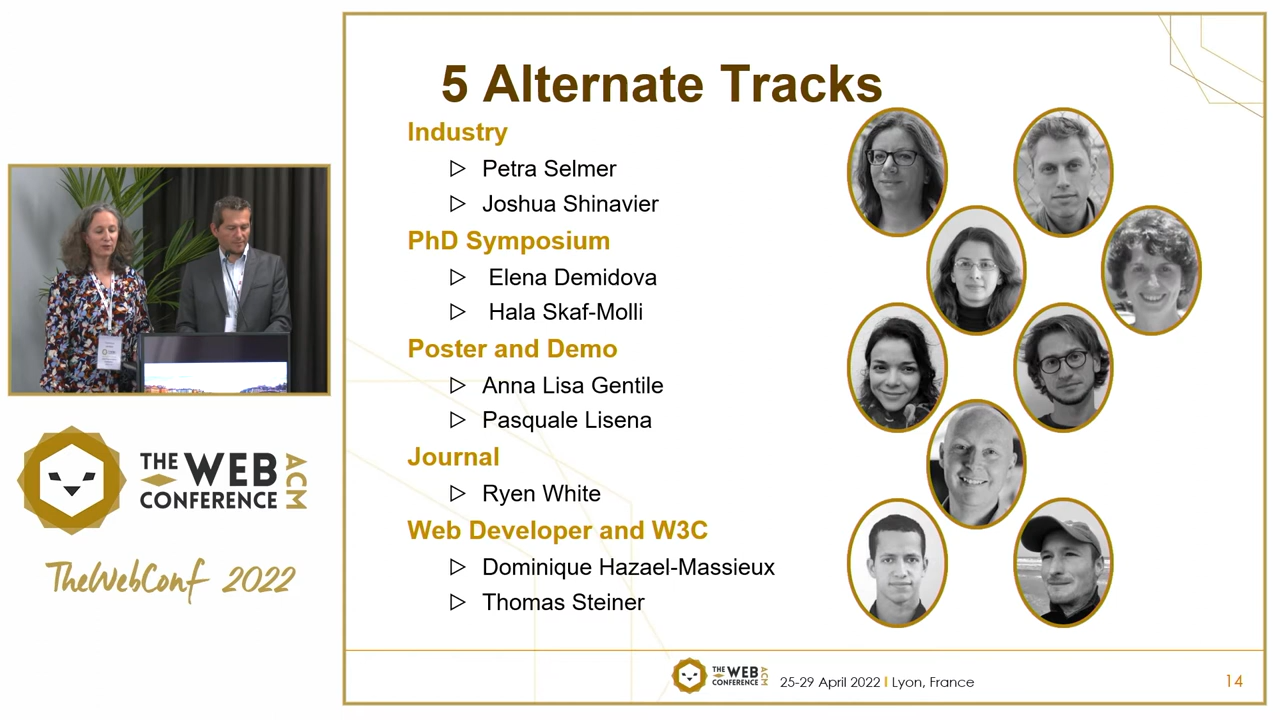 5 Alternate Tracks
Industry
Petra Selmer
Joshua Shinavier
PhD Symposium
Elena Demidova
Hala Skaf-Molli
Poster and Demo
Anna Lisa Gentile
Pasquale Lisena
Journal
Ryen White
Web Developer and W3C
Dominique Hazael-Massieux
Thomas Steiner
THE WEB
CONFERENCE
ACM
TheWebConf 2022
THE WEB
CONFERENCE
ACM
25-29 April 2022 I Lyon, France
14